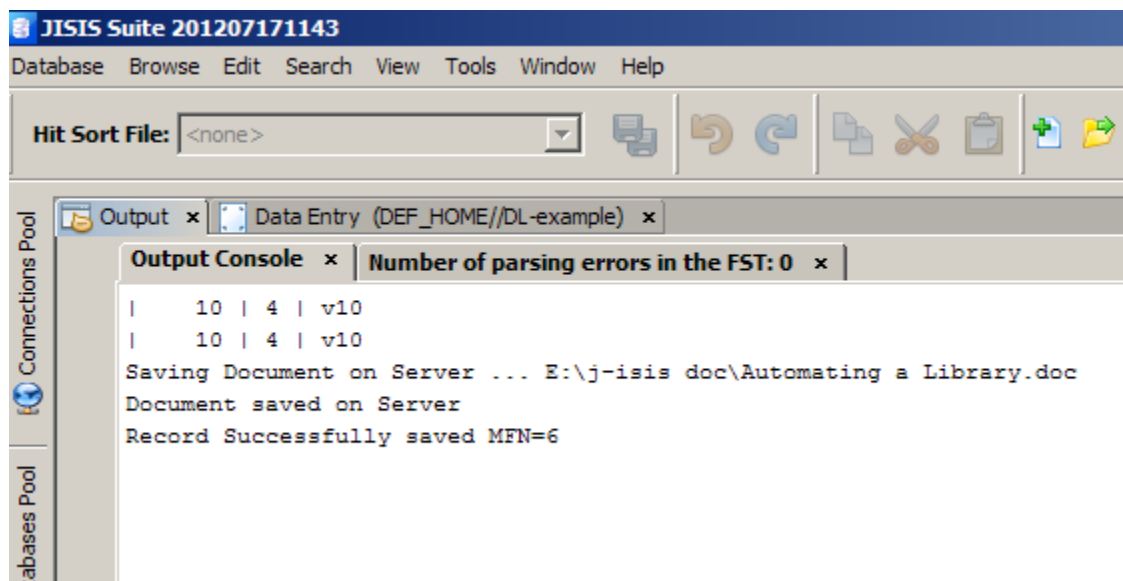 JISIS Suite 201207171143
Database Browse Edit Search View Tools Window Help
Hit Sort File: <none>
Output x Data Entry (DEF_HOME//DL-example) x
Output Console x Number of parsing errors in the FST: 0 x
| 10 | 4 | v10
| 10 | 4 | v10
Saving Document on Server ... E:\j-isis doc\Automating a Library.doc
Document saved on Server
Record Successfully saved MFN=6
Connections Pool
abases Pool